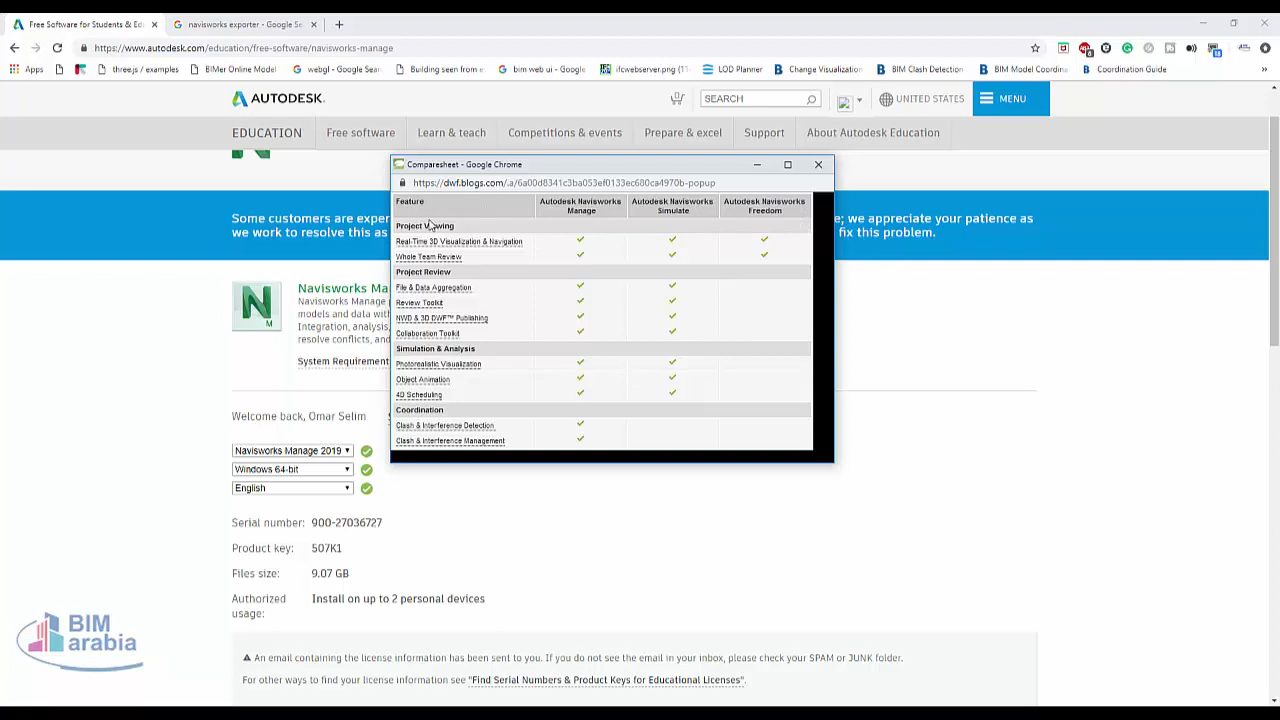 Free Software for Students & Ed
navisworks exporter - Google Se
https://www.autodesk.com/education/free-software/navisworks-manage
Apps
three.js / examples
BIMer Online Model
webgl - Google Sear
Building seen from e
bim web ui - Google
ifcwebserver.png (11
LOD Planner
Change Visualization
BIM Clash Detection
BIM Model Coordina
Coordination Guide
AUTODESK.
SEARCH
UNITED STATES
MENU
EDUCATION
Free software
Learn & teach
Competitions & events
Prepare & excel
Support
About Autodesk Education
Comparesheet - Google Chrome
https://dwf.blogs.com/.a/6a00d8341c3ba053ef0133ec680ca4970b-popup
Feature
Autodesk Navisworks Manage
Autodesk Navisworks Simulate
Autodesk Navisworks Freedom
Project Viewing
Real-Time 3D Visualization & Navigation
Whole Team Review
Project Review
File & Data Aggregation
Review Toolkit
NWD & 3D DWF™ Publishing
Collaboration Toolkit
Simulation & Analysis
Photorealistic Visualization
Object Animation
4D Scheduling
Coordination
Clash & Interference Detection
Clash & Interference Management
Some customers are exper
e; we appreciate your patience as
we work to resolve this as
fix this problem.
Navisworks Ma
Navisworks Manage
models and data with
Integration, analysis,
resolve conflicts, and
System Requirement
N
M
Welcome back, Omar Selim
Navisworks Manage 2019
Windows 64-bit
English
Serial number: 900-27036727
Product key: 507K1
Files size: 9.07 GB
Authorized usage: Install on up to 2 personal devices
An email containing the license information has been sent to you. If you do not see the email in your inbox, please check your SPAM or JUNK folder.
For other ways to find your license information see "Find Serial Numbers & Product Keys for Educational Licenses".
BIM
arabia